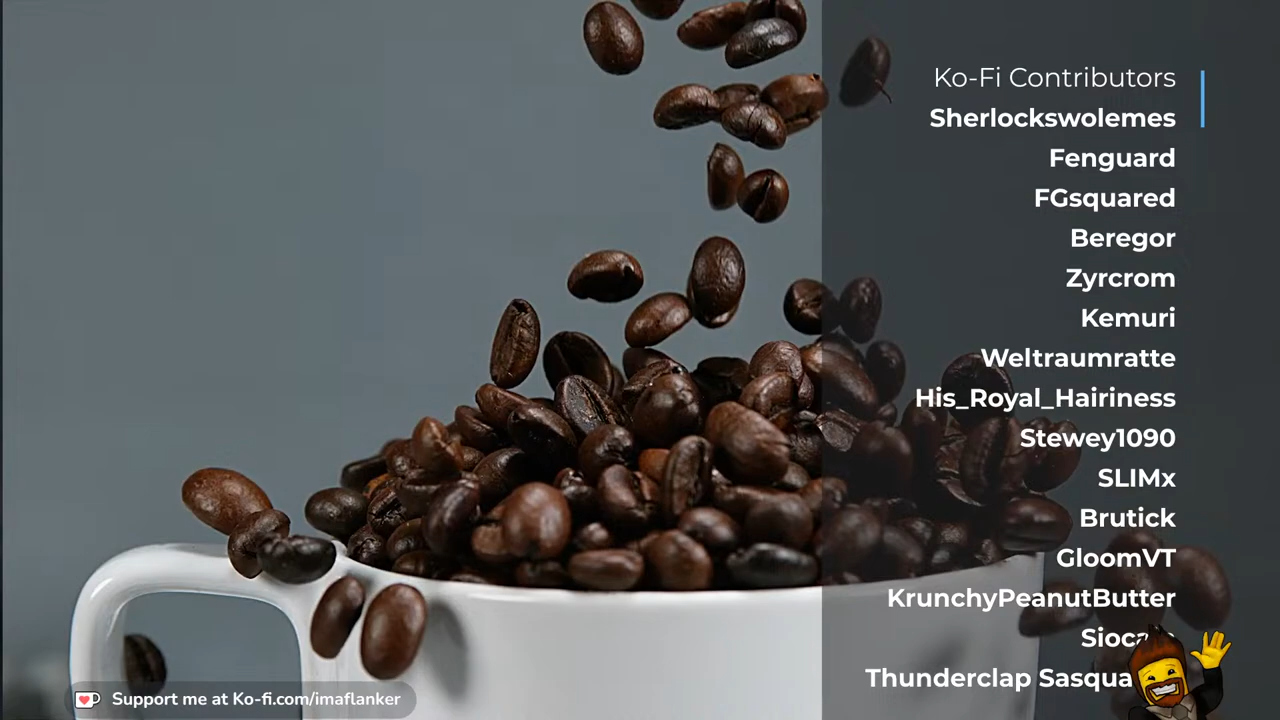 Ko-Fi Contributors
Sherlockswolemes
Fenguard
FGsquared
Beregor
Zyrcrom
Kemuri
Weltraumratte
His_Royal_Hairiness
Stewey1090
SLIMx
Brutick
GloomVT
KrunchyPeanutButter
Thunderclap
Support me at Ko-fi.com/imaflanker